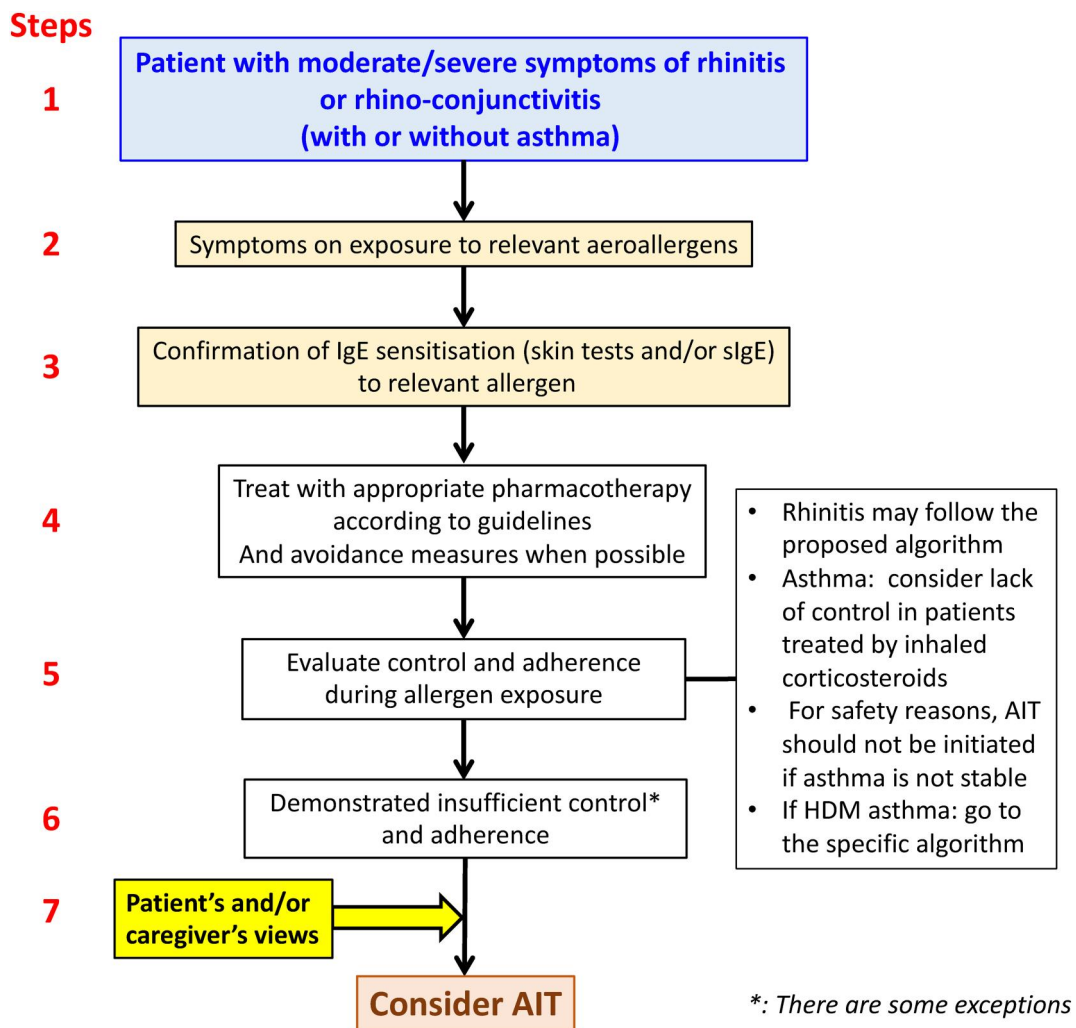 Steps
1
Patient with moderate/severe symptoms of rhinitis
or rhino-conjunctivitis
(with or without asthma)
2
Symptoms on exposure to relevant aeroallergens
3
Confirmation of IgE sensitisation (skin tests and/or sIgE)
to relevant allergen
4
Treat with appropriate pharmacotherapy
according to guidelines
And avoidance measures when possible
5
Evaluate control and adherence
during allergen exposure
• Rhinitis may follow the
proposed algorithm
• Asthma: consider lack
of control in patients
treated by inhaled
corticosteroids
• For safety reasons, AIT
should not be initiated
if asthma is not stable
• If HDM asthma: go to
the specific algorithm
6
Demonstrated insufficient control*
and adherence
7
Patient's and/or
caregiver's views
Consider AIT
*: There are some exceptions